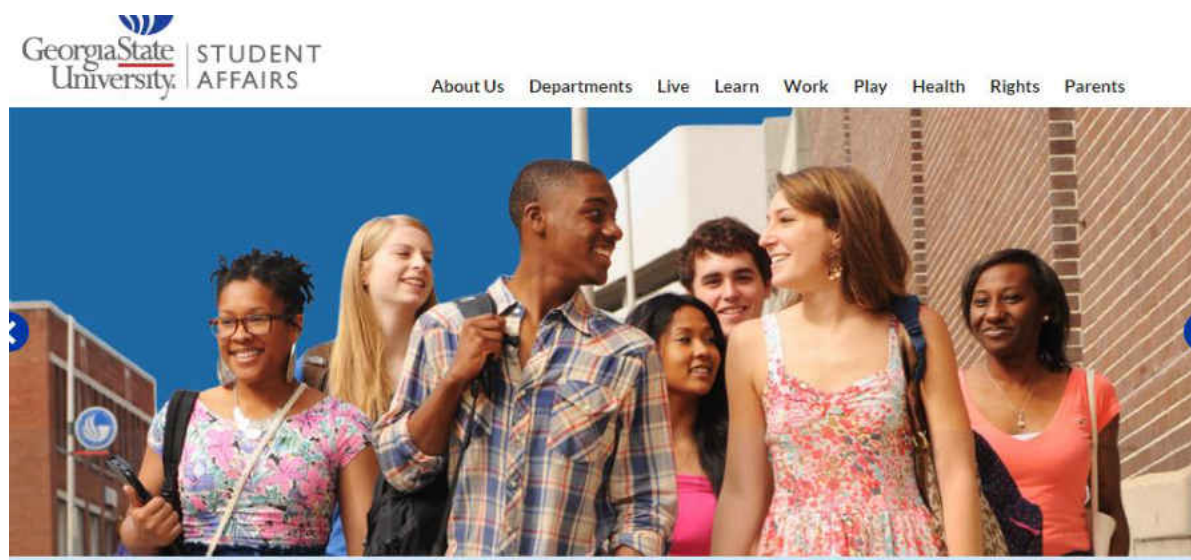 GeorgiaState
University.
STUDENT
AFFAIRS
About Us Departments Live Learn Work Play Health Rights Parents